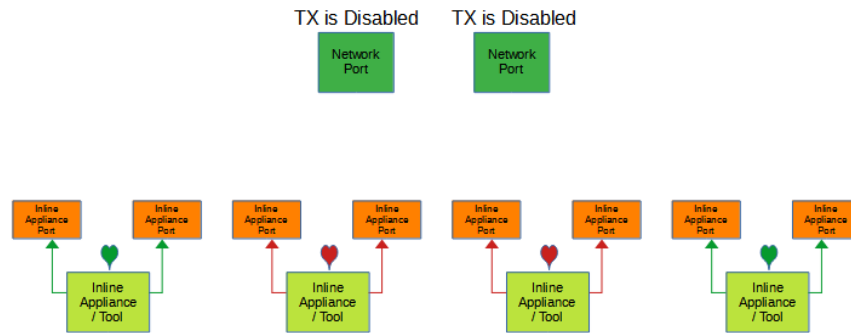 TX is Disabled
TX is Disabled
Network
Port
Network
Port
Inline
Appliance
Port
Inline
Appliance
Port
Inline
Appliance
Port
Inline
Appliance
Port
Inline
Appliance
Port
Inline
Appliance
Port
Inline
Appliance
Port
Inline
Appliance
Port
Inline
Appliance
/ Tool
Inline
Appliance
/ Tool
Inline
Appliance
/ Tool
Inline
Appliance
/ Tool